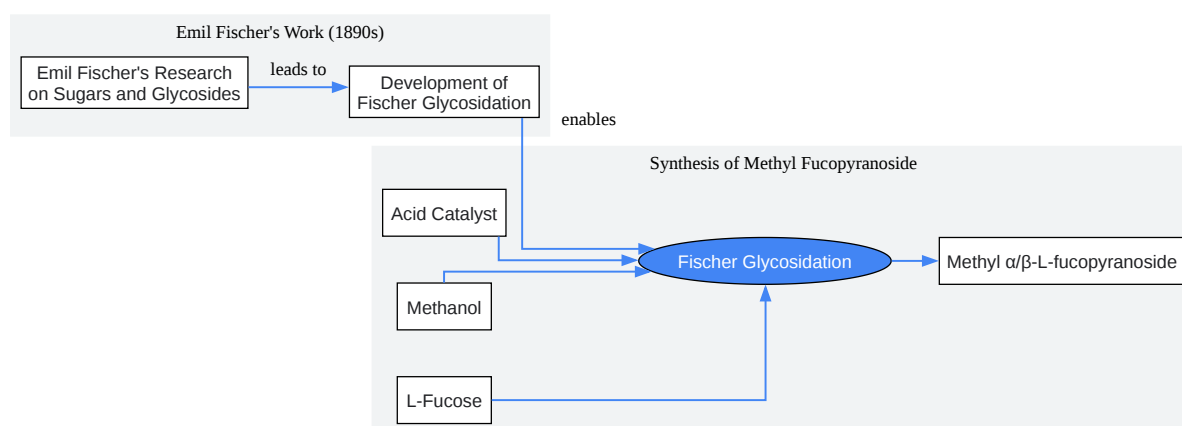 Emil Fischer's Work (1890s)
Emil Fischer's Research
on Sugars and Glycosides
leads to
Development of
Fischer Glycosidation
enables
Synthesis of Methyl Fucopyranoside
Acid Catalyst
Fischer Glycosidation
Methyl α/β-L-fucopyranoside
Methanol
L-Fucose